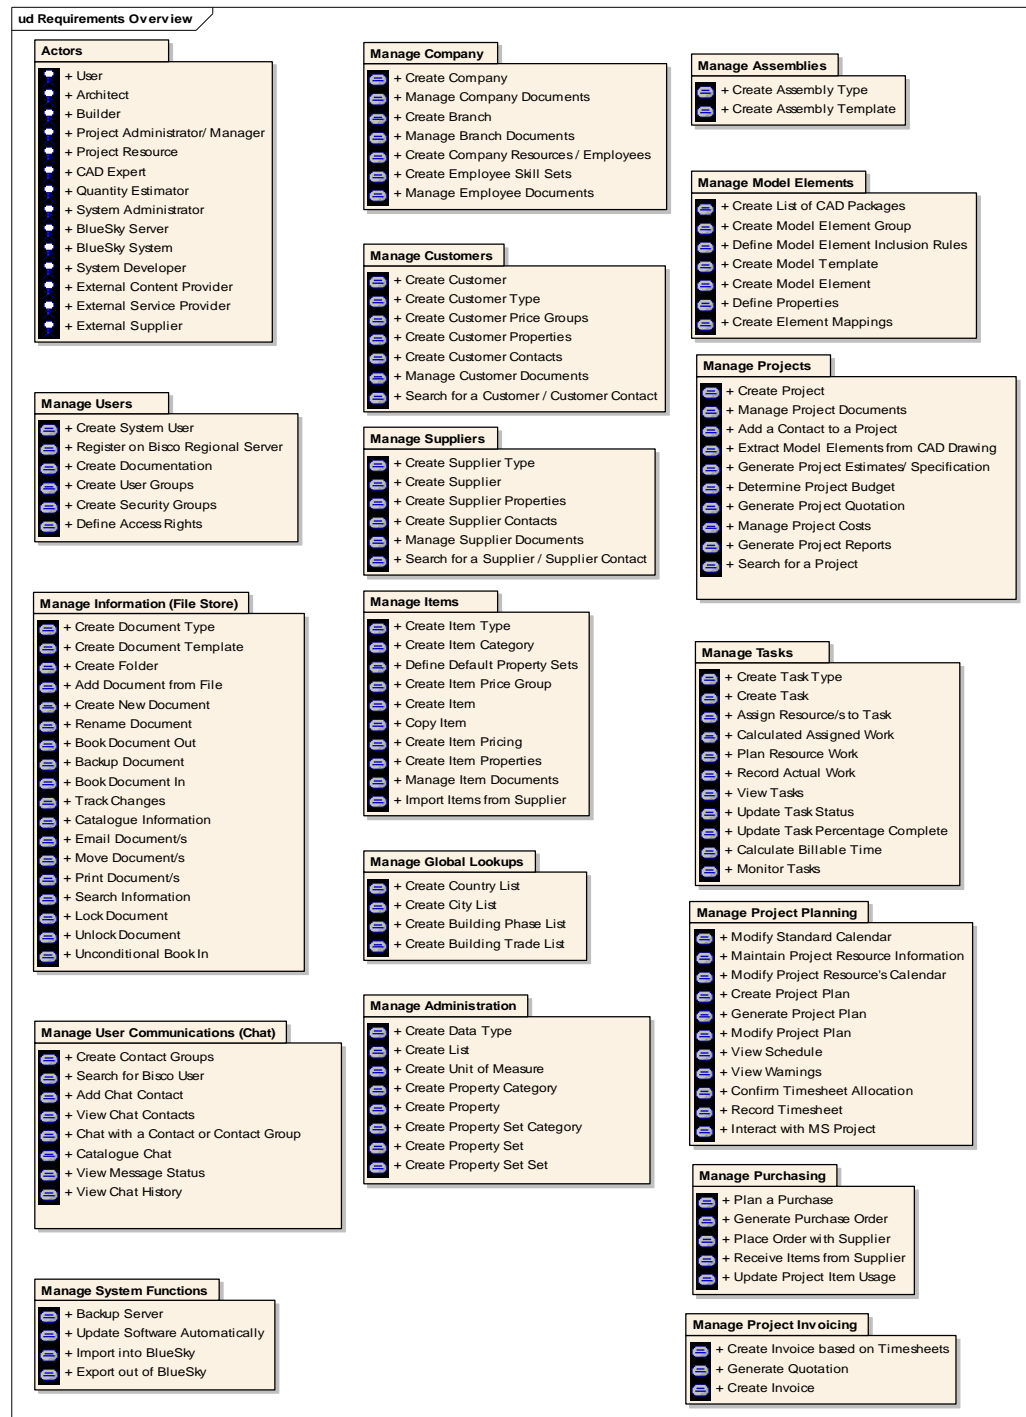 ud Requirements Overview
Actors
+ User
+ Architect
+ Builder
+ Project Administrator/ Manager
+ Project Resource
+ CAD Expert
+ Quantity Estimator
+ System Administrator
+ BlueSky Server
+ BlueSky System
+ System Developer
+ External Content Provider
+ External Service Provider
+ External Supplier
Manage Users
+ Create System User
+ Register on Bisco Regional Server
+ Create Documentation
+ Create User Groups
+ Create Security Groups
+ Define Access Rights
Manage Information (File Store)
+ Create Document Type
+ Create Document Template
+ Create Folder
+ Add Document from File
+ Create New Document
+ Rename Document
+ Book Document Out
+ Backup Document
+ Book Document In
+ Track Changes
+ Catalogue Information
+ Email Document/s
+ Move Document/s
+ Print Document/s
+ Search Information
+ Lock Document
+ Unlock Document
+ Unconditional Book In
Manage User Communications (Chat)
+ Create Contact Groups
+ Search for Bisco User
+ Add Chat Contact
+ View Chat Contacts
+ Chat with a Contact or Contact Group
+ Catalogue Chat
+ View Message Status
+ View Chat History
Manage System Functions
+ Backup Server
+ Update Software Automatically
+ Import into BlueSky
+ Export out of BlueSky
Manage Company
+ Create Company
+ Manage Company Documents
+ Create Branch
+ Manage Branch Documents
+ Create Company Resources / Employees
+ Create Employee Skill Sets
+ Manage Employee Documents
Manage Customers
+ Create Customer
+ Create Customer Type
+ Create Customer Price Groups
+ Create Customer Properties
+ Create Customer Contacts
+ Manage Customer Documents
+ Search for a Customer / Customer Contact
Manage Suppliers
+ Create Supplier Type
+ Create Supplier
+ Create Supplier Properties
+ Create Supplier Contacts
+ Manage Supplier Documents
+ Search for a Supplier / Supplier Contact
Manage Items
+ Create Item Type
+ Create Item Category
+ Define Default Property Sets
+ Create Item Price Group
+ Create Item
+ Copy Item
+ Create Item Pricing
+ Create Item Properties
+ Manage Item Documents
+ Import Items from Supplier
Manage Global Lookups
+ Create Country List
+ Create City List
+ Create Building Phase List
+ Create Building Trade List
Manage Administration
+ Create Data Type
+ Create List
+ Create Unit of Measure
+ Create Property Category
+ Create Property
+ Create Property Set Category
+ Create Property Set
+ Create Property Set Set
Manage Assemblies
+ Create Assembly Type
+ Create Assembly Template
Manage Model Elements
+ Create List of CAD Packages
+ Create Model Element Group
+ Define Model Element Inclusion Rules
+ Create Model Template
+ Create Model Element
+ Define Properties
+ Create Element Mappings
Manage Projects
+ Create Project
+ Manage Project Documents
+ Add a Contact to a Project
+ Extract Model Elements from CAD Drawing
+ Generate Project Estimates/ Specification
+ Determine Project Budget
+ Generate Project Quotation
+ Manage Project Costs
+ Generate Project Reports
+ Search for a Project
Manage Tasks
+ Create Task Type
+ Create Task
+ Assign Resource/s to Task
+ Calculated Assigned Work
+ Plan Resource Work
+ Record Actual Work
+ View Tasks
+ Update Task Status
+ Update Task Percentage Complete
+ Calculate Billable Time
+ Monitor Tasks
Manage Project Planning
+ Modify Standard Calendar
+ Maintain Project Resource Information
+ Modify Project Resource's Calendar
+ Create Project Plan
+ Generate Project Plan
+ Modify Project Plan
+ View Schedule
+ View Warnings
+ Confirm Timesheet Allocation
+ Record Timesheet
+ Interact with MS Project
Manage Purchasing
+ Plan a Purchase
+ Generate Purchase Order
+ Place Order with Supplier
+ Receive Items from Supplier
+ Update Project Item Usage
Manage Project Invoicing
+ Create Invoice based on Timesheets
+ Generate Quotation
+ Create Invoice